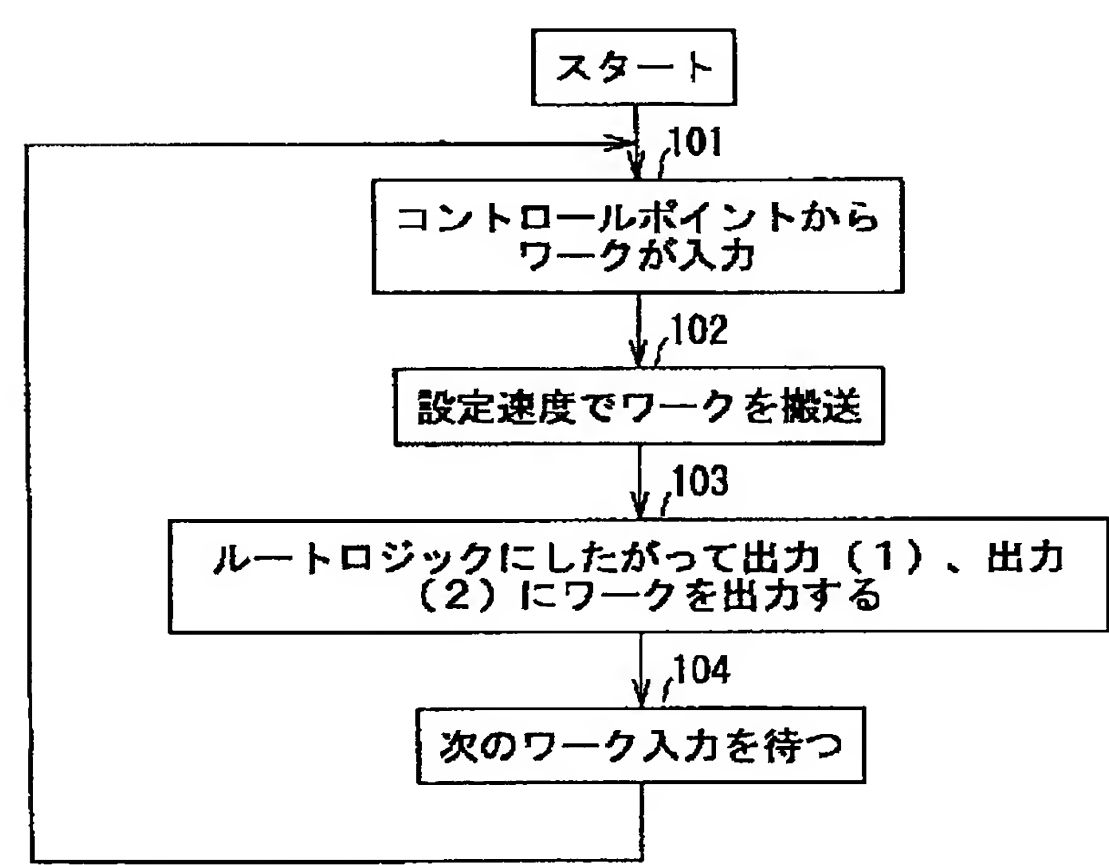 スタート
101
コントロールポイントから
ワークが入力
102
設定速度でワークを搬送
103
ルートロジックにしたがって出力（１）、出力
（２）にワークを出力する
104
次のワーク入力を待つ